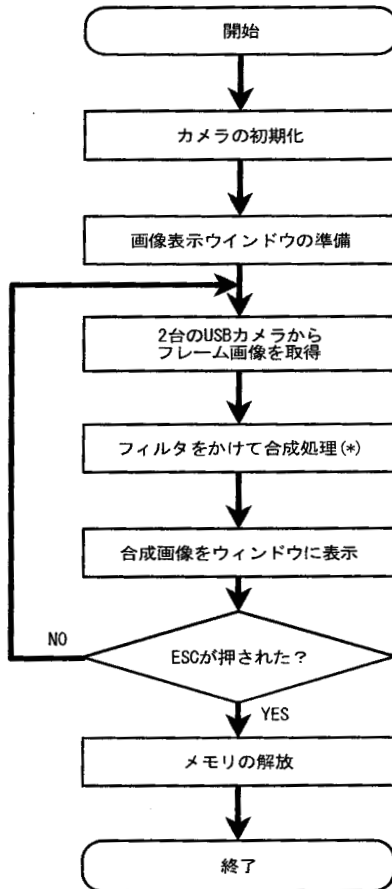 開始
カメラの初期化
画像表示ウインドウの準備
2台のUSBカメラから
フレーム画像を取得
フィルタをかけて合成処理(*)
合成画像をウィンドウに表示
ESCが押された？
NO
YES
メモリの解放
終了